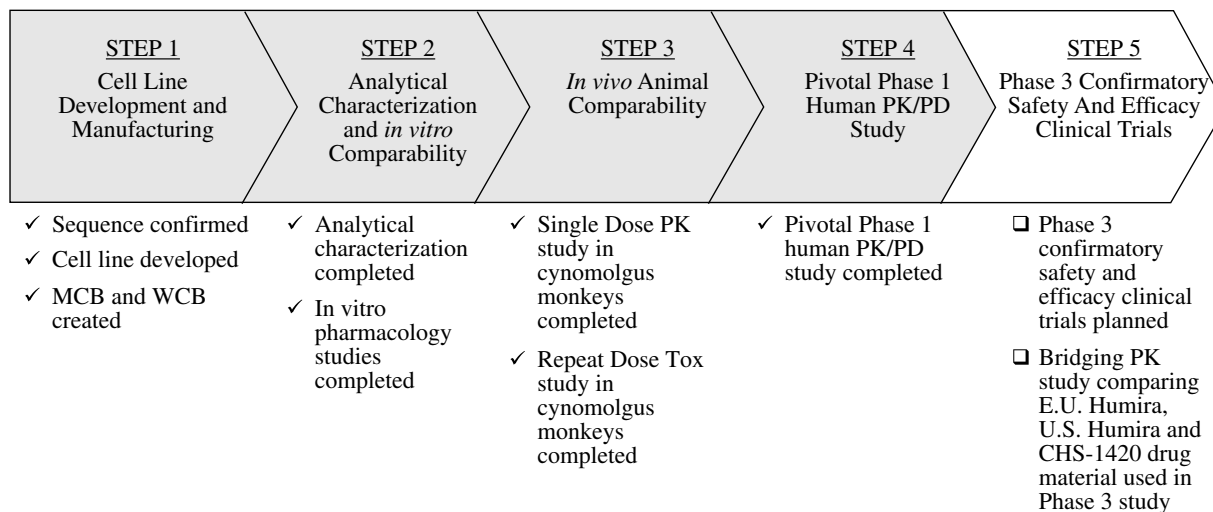 STEP 1
Cell Line
Development and
Manufacturing
STEP 2
Analytical
Characterization
and in vitro
Comparability
STEP 3
In vivo Animal
Comparability
STEP 4
Pivotal Phase 1
Human PK/PD
Study
STEP 5
Phase 3 Confirmatory
Safety And Efficacy
Clinical Trials
✓ Sequence confirmed
✓ Cell line developed
✓ MCB and WCB
created
✓ Analytical
characterization
completed
✓ In vitro
pharmacology
studies
completed
✓ Single Dose PK
study in
cynomolgus
monkeys
completed
✓ Repeat Dose Tox
study in
cynomolgus
monkeys
completed
✓ Pivotal Phase 1
human PK/PD
study completed
❑ Phase 3
confirmatory
safety and
efficacy clinical
trials planned
❑ Bridging PK
study comparing
E.U. Humira,
U.S. Humira and
CHS-1420 drug
material used in
Phase 3 study